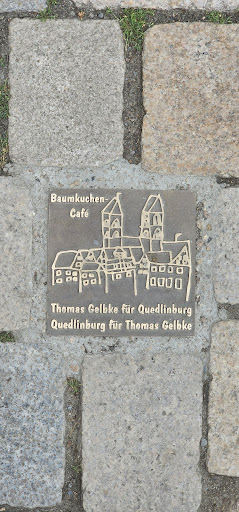 Baumkuchen-
Café
Thomas Gelbke für Quedlinburg
Quedlinburg für Thomas Gelbke